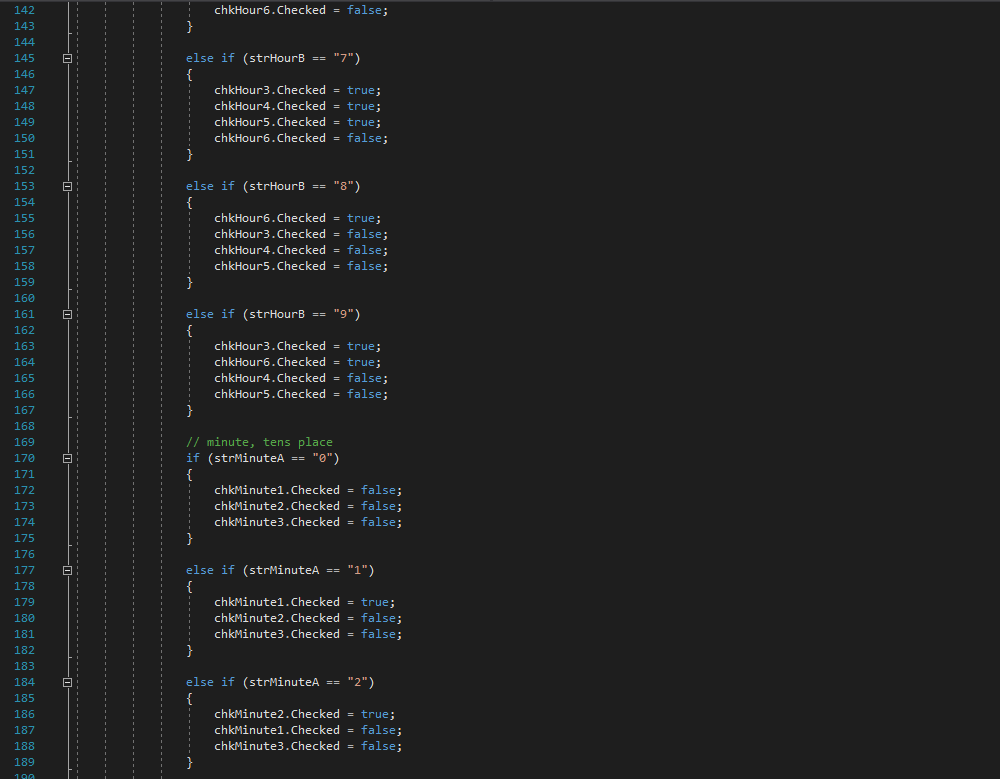 142 chkHour6.Checked = false;
143 }
144
145 else if (strHourB == "7")
146 {
147 chkHour3.Checked = true;
148 chkHour4.Checked = true;
149 chkHour5.Checked = true;
150 chkHour6.Checked = false;
151 }
152
153 else if (strHourB == "8")
154 {
155 chkHour6.Checked = true;
156 chkHour3.Checked = false;
157 chkHour4.Checked = false;
158 chkHour5.Checked = false;
159 }
160
161 else if (strHourB == "9")
162 {
163 chkHour3.Checked = true;
164 chkHour6.Checked = true;
165 chkHour4.Checked = false;
166 chkHour5.Checked = false;
167 }
168
169 // minute, tens place
170 if (strMinuteA == "0")
171 {
172 chkMinute1.Checked = false;
173 chkMinute2.Checked = false;
174 chkMinute3.Checked = false;
175 }
176
177 else if (strMinuteA == "1")
178 {
179 chkMinute1.Checked = true;
180 chkMinute2.Checked = false;
181 chkMinute3.Checked = false;
182 }
183
184 else if (strMinuteA == "2")
185 {
186 chkMinute2.Checked = true;
187 chkMinute1.Checked = false;
188 chkMinute3.Checked = false;
189 }
190